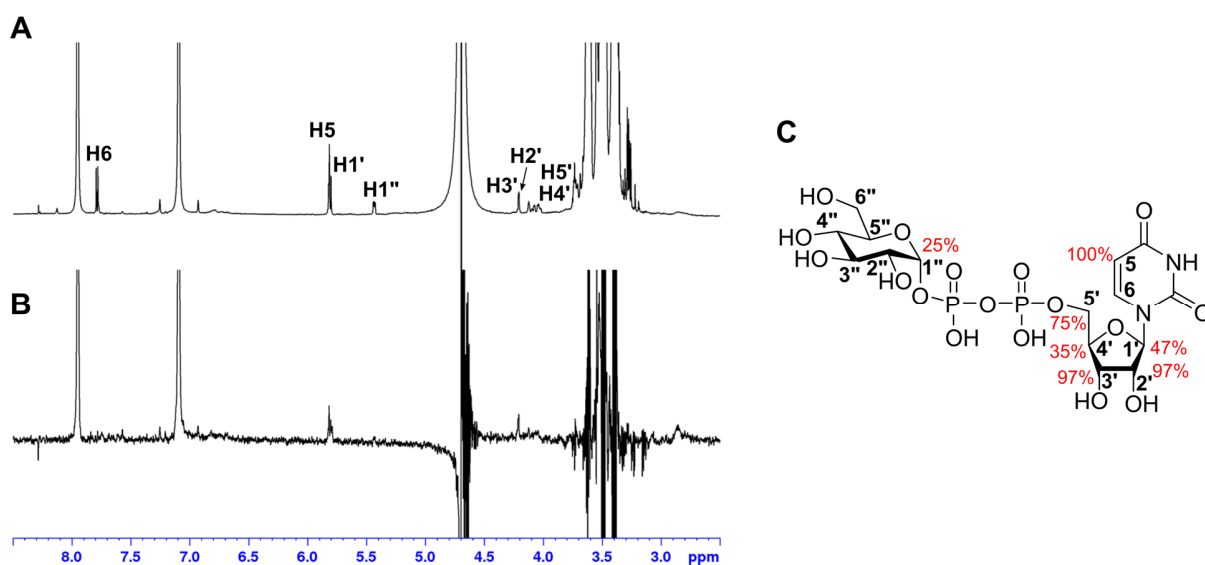 A
H6
H5
H1'
H1"
H2'
H3'
H5'
H4'
B
8.0 7.5 7.0 6.5 6.0 5.5 5.0 4.5 4.0 3.5 3.0 ppm
C
HO
6"
4"
5"
O
25%
HO
HO
3"
2"
HO
1"
O
O
P
OH
O
O
P
OH
O
5'
75%
35%
4'
O
1'
47%
97%
3'
2'
97%
HO
OH
100%
5
6
O
NH
N
O